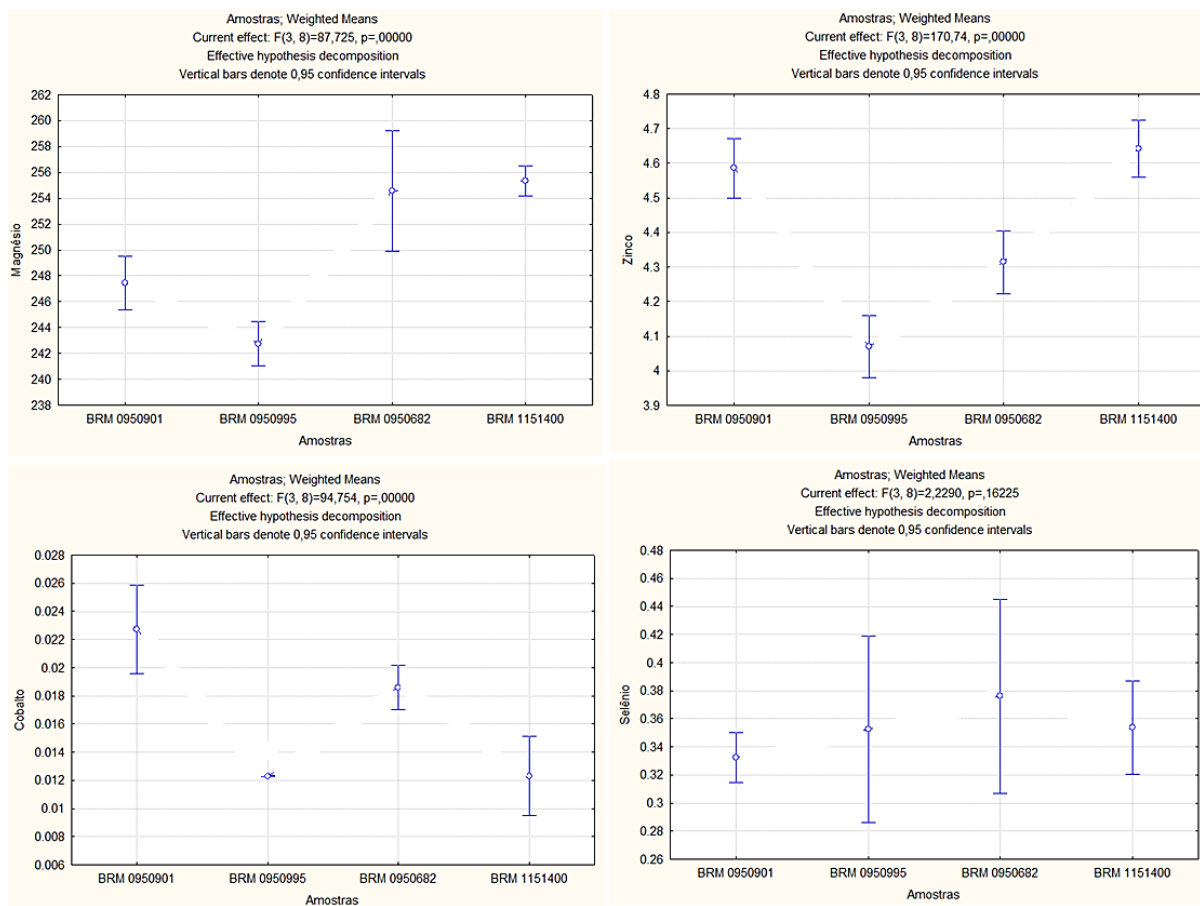 Amostras; Weighted Means
Current effect: F(3, 8)=87,725, p=,00000
Effective hypothesis decomposition
Vertical bars denote 0,95 confidence intervals
262
260
258
256
254
252
250
248
246
244
242
240
238
Magnésio
BRM 0950901 BRM 0950995 BRM 0950682 BRM 1151400
Amostras
Amostras; Weighted Means
Current effect: F(3, 8)=170,74, p=,00000
Effective hypothesis decomposition
Vertical bars denote 0,95 confidence intervals
4.8
4.7
4.6
4.5
4.4
4.3
4.2
4.1
4
3.9
Zinco
BRM 0950901 BRM 0950995 BRM 0950682 BRM 1151400
Amostras
Amostras; Weighted Means
Current effect: F(3, 8)=94,754, p=,00000
Effective hypothesis decomposition
Vertical bars denote 0,95 confidence intervals
0.028
0.026
0.024
0.022
0.02
0.018
0.016
0.014
0.012
0.01
0.008
0.006
Cobalto
BRM 0950901 BRM 0950995 BRM 0950682 BRM 1151400
Amostras
Amostras; Weighted Means
Current effect: F(3, 8)=2,2290, p=,16225
Effective hypothesis decomposition
Vertical bars denote 0,95 confidence intervals
0.48
0.46
0.44
0.42
0.4
0.38
0.36
0.34
0.32
0.3
0.28
0.26
Selênio
BRM 0950901 BRM 0950995 BRM 0950682 BRM 1151400
Amostras